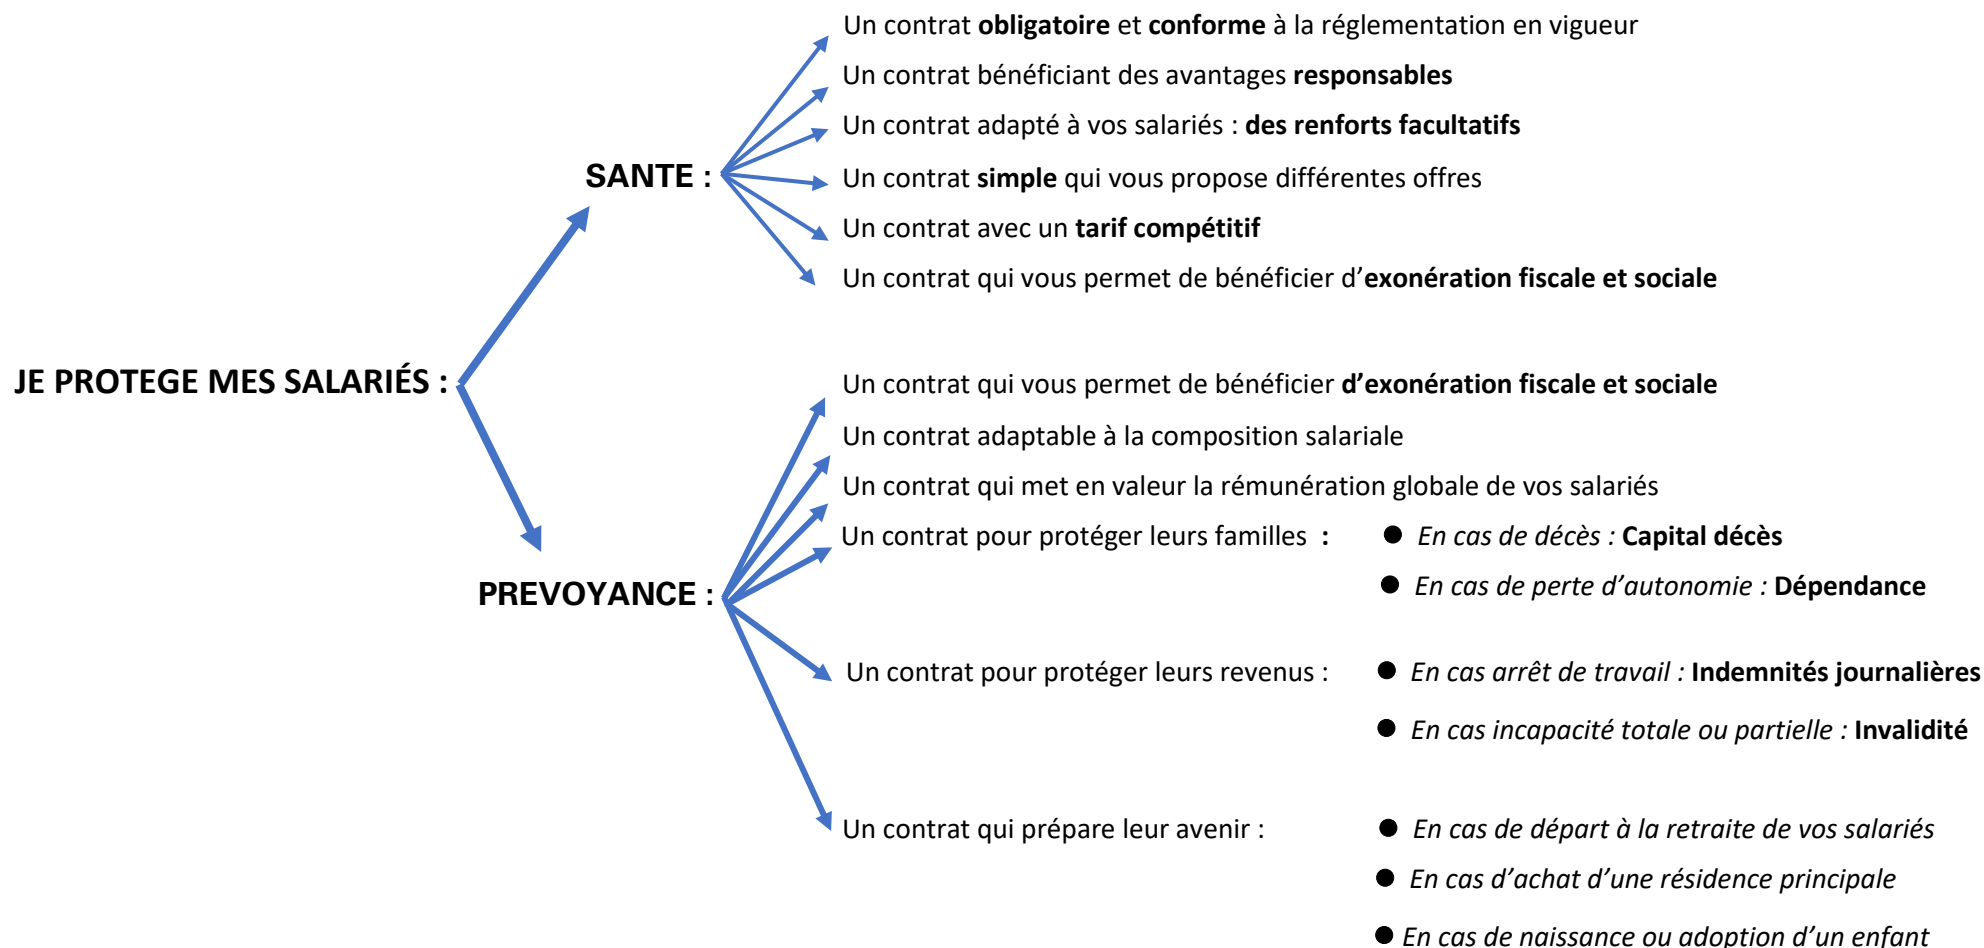 Un contrat obligatoire et conforme à la réglementation en vigueur
Un contrat bénéficiant des avantages responsables
Un contrat adapté à vos salariés : des renforts facultatifs
SANTE :
Un contrat simple qui vous propose différentes offres
Un contrat avec un tarif compétitif
Un contrat qui vous permet de bénéficier d’exonération fiscale et sociale
JE PROTEGE MES SALARIÉS :
Un contrat qui vous permet de bénéficier d’exonération fiscale et sociale
Un contrat adaptable à la composition salariale
Un contrat qui met en valeur la rémunération globale de vos salariés
Un contrat pour protéger leurs familles : ● En cas de décès : Capital décès
● En cas de perte d’autonomie : Dépendance
PREVOYANCE :
Un contrat pour protéger leurs revenus : ● En cas arrêt de travail : Indemnités journalières
● En cas incapacité totale ou partielle : Invalidité
Un contrat qui prépare leur avenir : ● En cas de départ à la retraite de vos salariés
● En cas d’achat d’une résidence principale
● En cas de naissance ou adoption d’un enfant